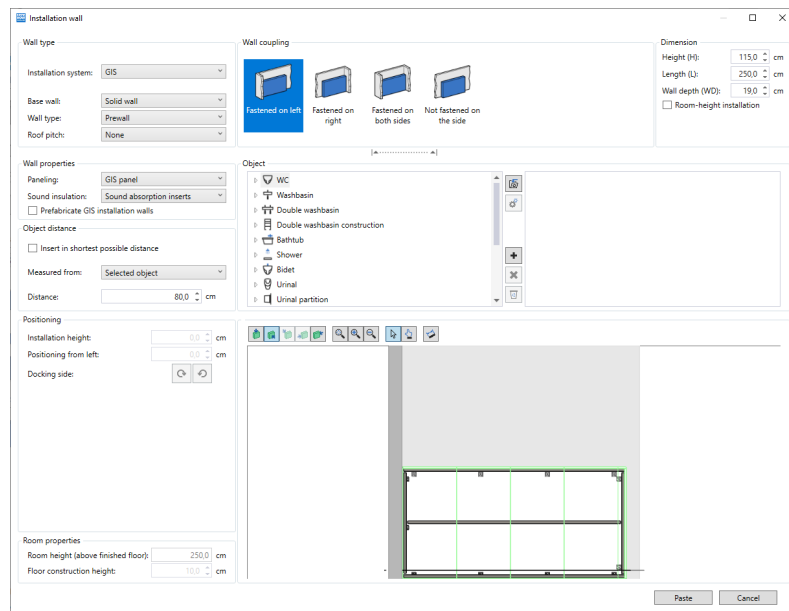 Installation wall
Wall type
Installation system: GIS
Base wall: Solid wall
Wall type: Prewall
Roof pitch: None
Wall coupling
Fastened on left
Fastened on right
Fastened on both sides
Not fastened on the side
Dimension
Height (H): 115,0 cm
Length (L): 250,0 cm
Wall depth (WD): 19,0 cm
Room-height installation
Wall properties
Paneling: GIS panel
Sound insulation: Sound absorption inserts
Prefabricate GIS installation walls
Object distance
Insert in shortest possible distance
Measured from: Selected object
Distance: 80,0 cm
Object
WC
Washbasin
Double washbasin
Double washbasin construction
Bathtub
Shower
Bidet
Urinal
Urinal partition
Positioning
Installation height: 0,0 cm
Positioning from left: 0,0 cm
Docking side:
Room properties
Room height (above finished floor): 250,0 cm
Floor construction height: 10,0 cm
Paste
Cancel